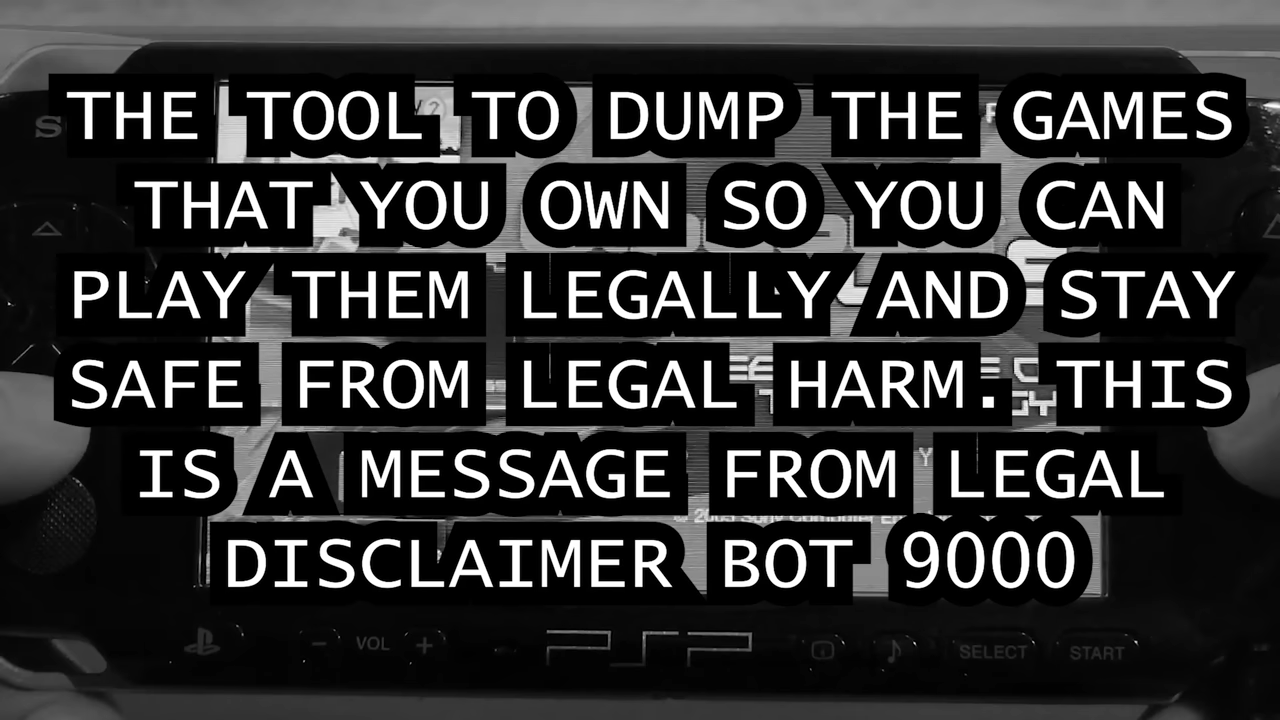 THE TOOL TO DUMP THE GAMES
THAT YOU OWN SO YOU CAN
PLAY THEM LEGALLY AND STAY
SAFE FROM LEGAL HARM. THIS
IS A MESSAGE FROM LEGAL
DISCLAIMER BOT 9000
VOL
PSP
SELECT
START